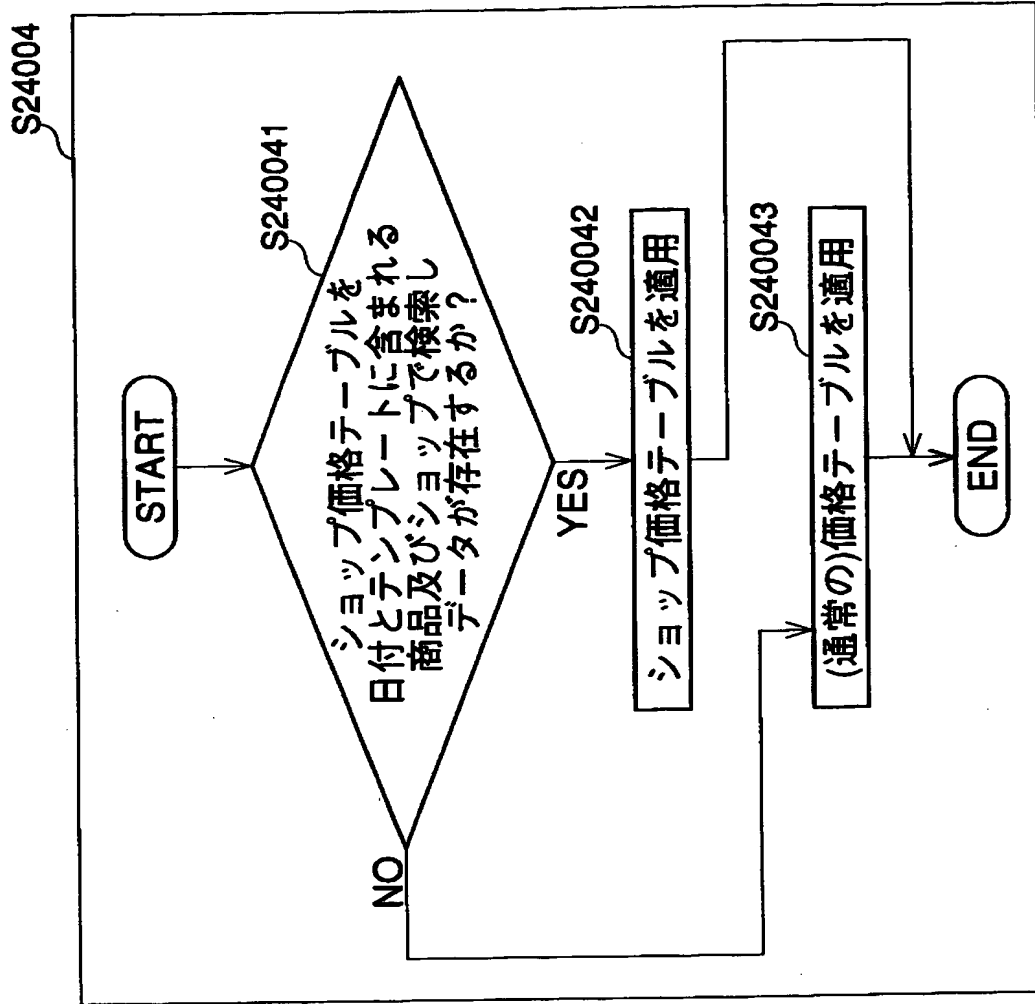 S24004
START
S240041
ショップ価格テーブルを
日付とテンプレートに含まれる
商品及びショップで検索し
データが存在するか?
NO
YES
S240042
ショップ価格テーブルを適用
S240043
(通常の)価格テーブルを適用
END